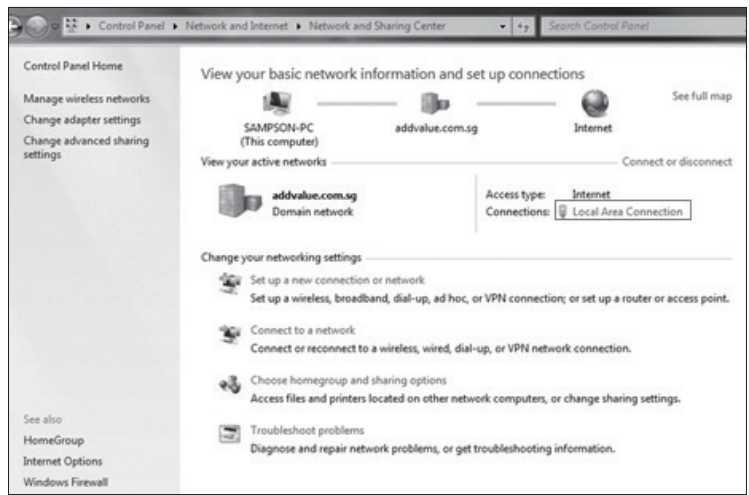 Control Panel ▸ Network and Internet ▸ Network and Sharing Center
Search Control Panel
Control Panel Home
Manage wireless networks
Change adapter settings
Change advanced sharing
settings
See also
HomeGroup
Internet Options
Windows Firewall
View your basic network information and set up connections
See full map
SAMPSON-PC
(This computer)
addvalue.com.sg
Internet
View your active networks
Connect or disconnect
addvalue.com.sg
Domain network
Access type: Internet
Connections: Local Area Connection
Change your networking settings
Set up a new connection or network
Set up a wireless, broadband, dial-up, ad hoc, or VPN connection; or set up a router or access point.
Connect to a network
Connect or reconnect to a wireless, wired, dial-up, or VPN network connection.
Choose homegroup and sharing options
Access files and printers located on other network computers, or change sharing settings.
Troubleshoot problems
Diagnose and repair network problems, or get troubleshooting information.